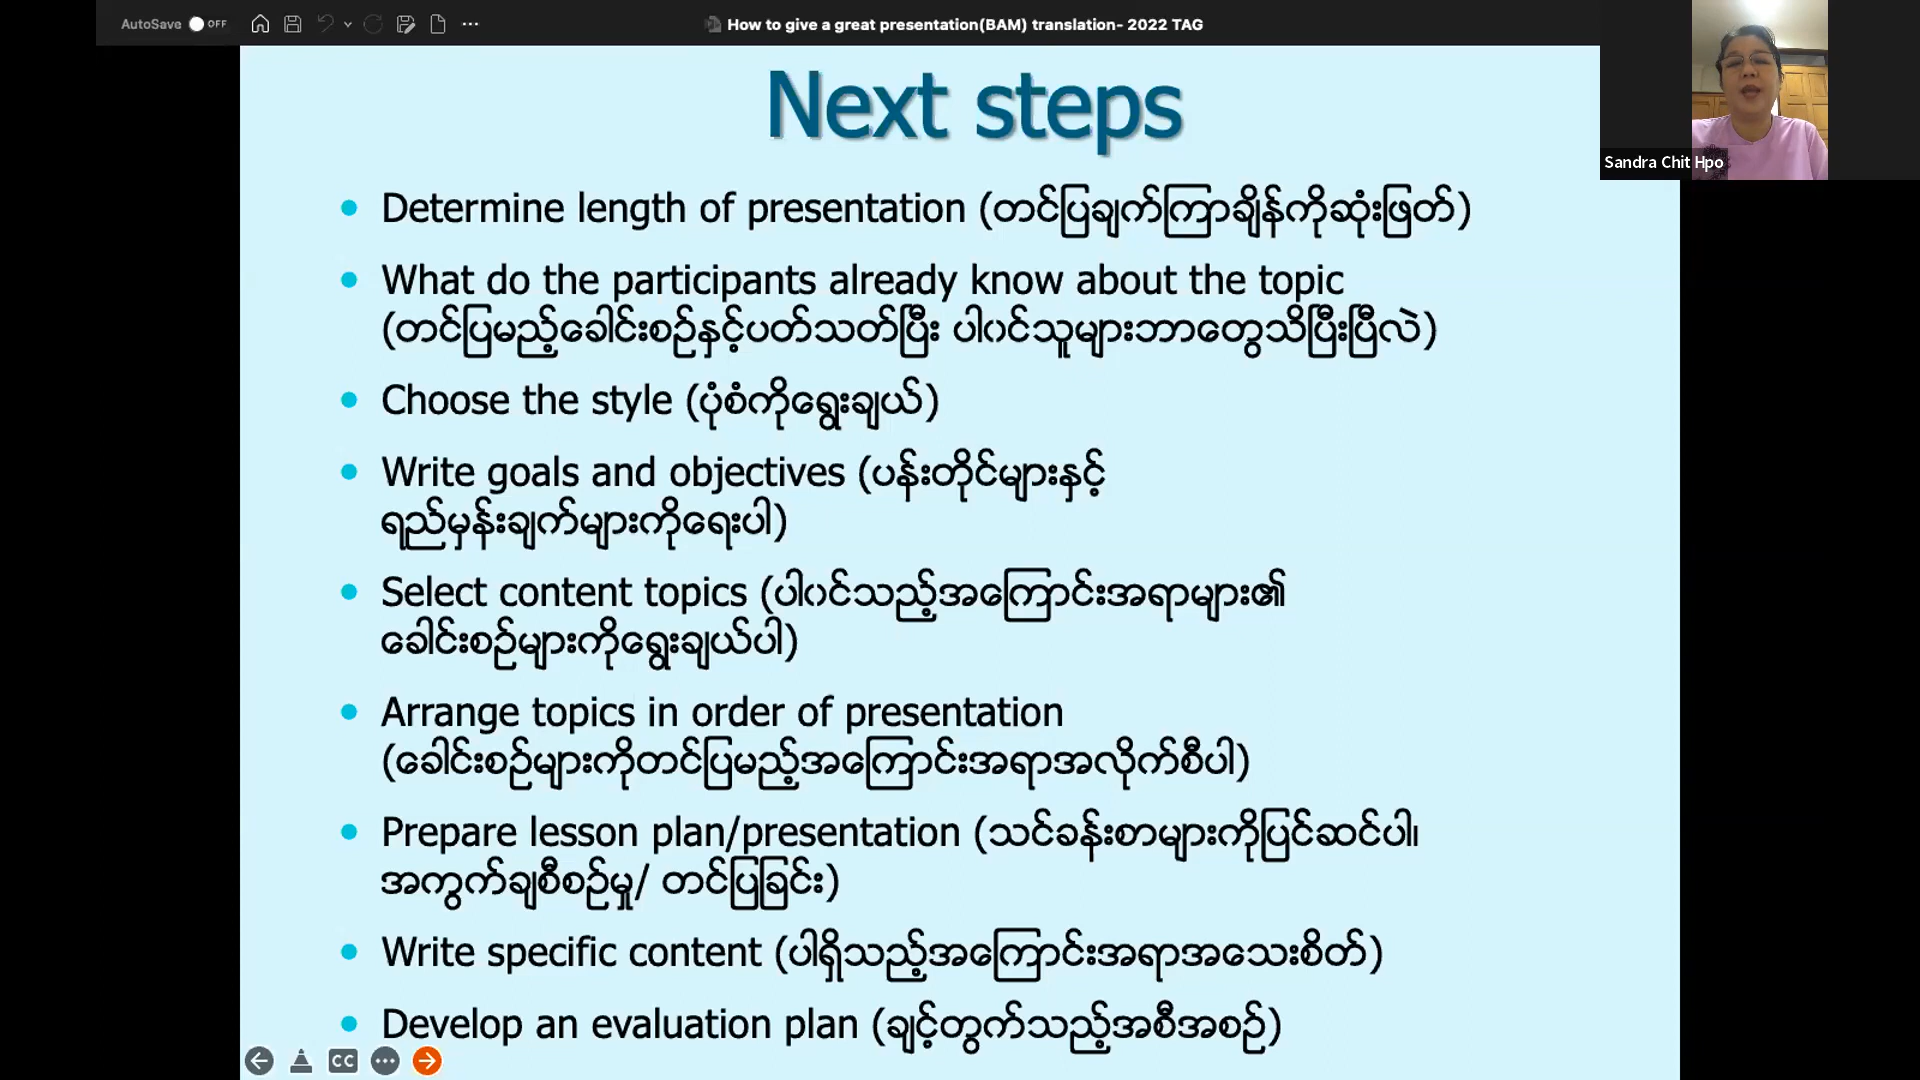 AutoSave OFF
How to give a great presentation(BAM) translation- 2022 TAG
Sandra Chit Hpo
Next steps
• Determine length of presentation (တင်ပြချက်ကြာချိန်ကိုဆုံးဖြတ်)
• What do the participants already know about the topic
(တင်ပြမည့်ခေါင်းစဉ်နှင့်ပတ်သတ်ပြီး ပါဝင်သူများဘာတွေသိပြီးပြီလဲ)
• Choose the style (ပုံစံကိုရွေးချယ်)
• Write goals and objectives (ပန်းတိုင်များနှင့်
ရည်မှန်းချက်များကိုရေးပါ)
• Select content topics (ပါဝင်သည့်အကြောင်းအရာများ၏
ခေါင်းစဉ်များကိုရွေးချယ်ပါ)
• Arrange topics in order of presentation
(ခေါင်းစဉ်များကိုတင်ပြမည့်အကြောင်းအရာအလိုက်စီပါ)
• Prepare lesson plan/presentation (သင်ခန်းစာများကိုပြင်ဆင်ပါ၊
အကွက်ချစီစဉ်မှု/ တင်ပြခြင်း)
• Write specific content (ပါရှိသည့်အကြောင်းအရာအသေးစိတ်)
• Develop an evaluation plan (ချင့်တွက်သည့်အစီအစဉ်)
CC